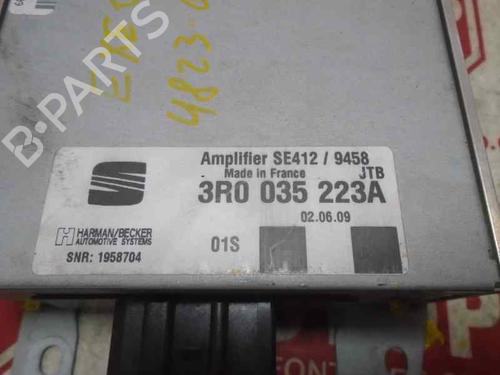 4823-
Amplifier SE412 / 9458
Made in France JTB
3R0 035 223A
02.06.09
HARMAN/BECKER
AUTOMOTIVE SYSTEMS
01S
SNR: 1958704
B-PARTS